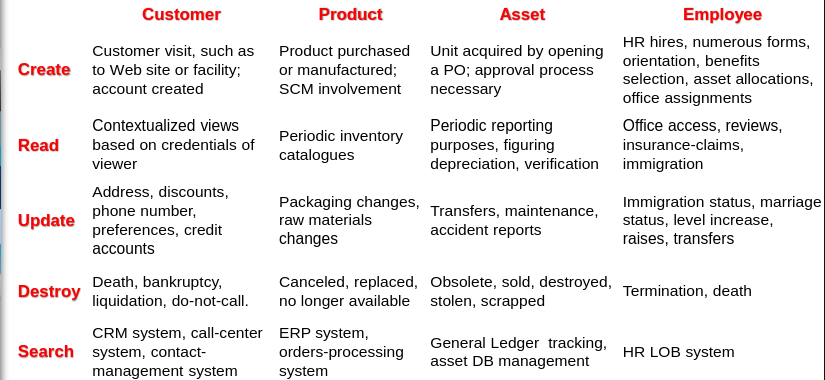 Customer
Product
Asset
Employee
Create
Customer visit, such as
to Web site or facility;
account created
Product purchased
or manufactured;
SCM involvement
Unit acquired by opening
a PO; approval process
necessary
HR hires, numerous forms,
orientation, benefits
selection, asset allocations,
office assignments
Read
Contextualized views
based on credentials of
viewer
Periodic inventory
catalogues
Periodic reporting
purposes, figuring
depreciation, verification
Office access, reviews,
insurance-claims,
immigration
Update
Address, discounts,
phone number,
preferences, credit
accounts
Packaging changes,
raw materials
changes
Transfers, maintenance,
accident reports
Immigration status, marriage
status, level increase,
raises, transfers
Destroy
Death, bankruptcy,
liquidation, do-not-call.
Canceled, replaced,
no longer available
Obsolete, sold, destroyed,
stolen, scrapped
Termination, death
Search
CRM system, call-center
system, contact-
management system
ERP system,
orders-processing
system
General Ledger  tracking,
asset DB management
HR LOB system